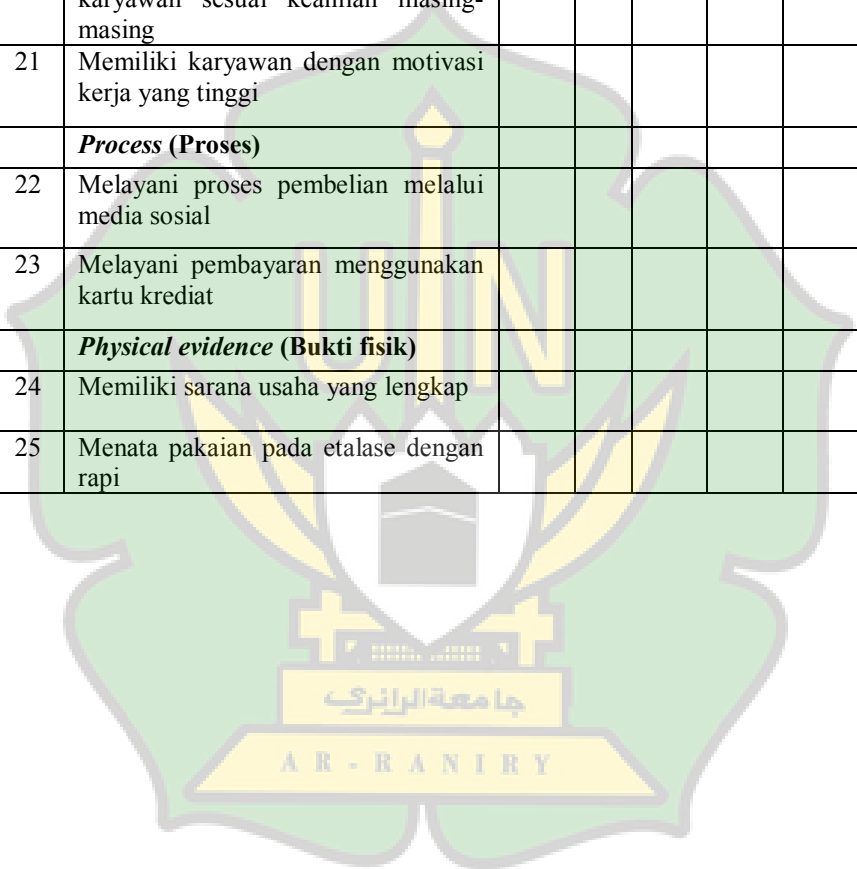 karyawan sesuai keahlian masing-
masing
21 Memiliki karyawan dengan motivasi
kerja yang tinggi
Process (Proses)
22 Melayani proses pembelian melalui
media sosial
23 Melayani pembayaran menggunakan
kartu krediat
Physical evidence (Bukti fisik)
24 Memiliki sarana usaha yang lengkap
25 Menata pakaian pada etalase dengan
rapi
UIN
جامعة الرانري
AR-RANIRY